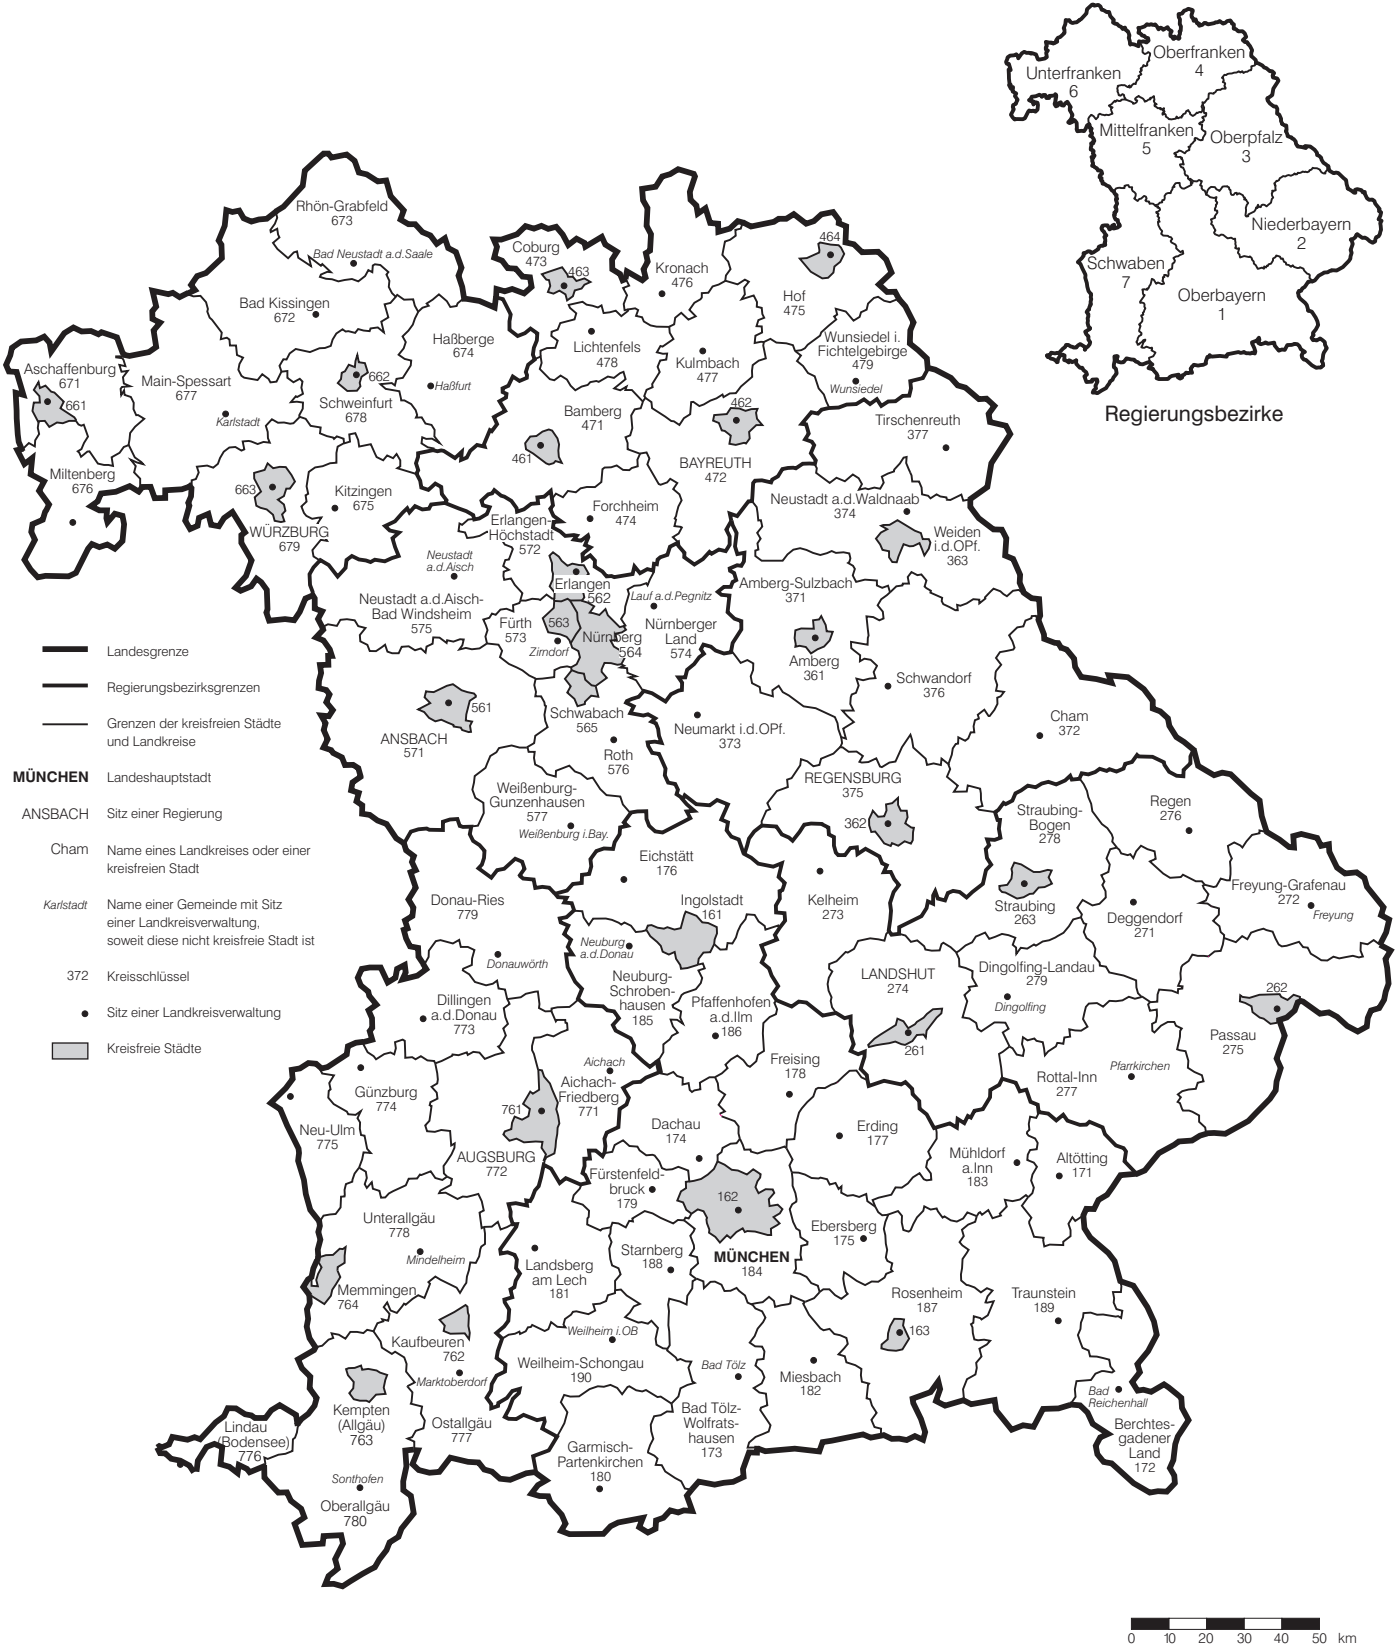 Oberfranken
4
Unterfranken
6
Mittelfranken
5
Oberpfalz
3
Niederbayern
2
Schwaben
7
Oberbayern
1
Regierungsbezirke
Rhön-Grabfeld
673
Bad Neustadt a.d.Saale
Bad Kissingen
672
Coburg
473
463
Kronach
476
464
Hof
475
Haßberge
674
Haßfurt
Lichtenfels
478
Kulmbach
477
Wunsiedel i.
Fichtelgebirge
479
Wunsiedel
Aschaffenburg
671
661
Main-Spessart
677
Karlstadt
662
Schweinfurt
678
Bamberg
471
461
462
BAYREUTH
472
Tirschenreuth
377
Miltenberg
676
663
WÜRZBURG
679
Kitzingen
675
Forchheim
474
Neustadt a.d.Waldnaab
374
Weiden
i.d.OPf.
363
Erlangen-
Höchstadt
572
Neustadt
a.d.Aisch
Neustadt a.d.Aisch-
Bad Windsheim
575
Erlangen
562
Fürth
573
Zirndorf
563
Nürnberg
564
Lauf a.d.Pegnitz
Nürnberger
Land
574
Amberg-Sulzbach
371
Amberg
361
Schwandorf
376
Cham
372
561
ANSBACH
571
Schwabach
565
Roth
576
Neumarkt i.d.OPf.
373
Weißenburg-
Gunzenhausen
577
Weißenburg i.Bay.
REGENSBURG
375
362
Straubing-
Bogen
278
Straubing
263
Regen
276
Freyung-Grafenau
272
Freyung
Deggendorf
271
Landesgrenze
Regierungsbezirksgrenzen
Grenzen der kreisfreien Städte
und Landkreise
MÜNCHEN Landeshauptstadt
ANSBACH Sitz einer Regierung
Cham Name eines Landkreises oder einer
kreisfreien Stadt
Karlstadt Name einer Gemeinde mit Sitz
einer Landkreisverwaltung,
soweit diese nicht kreisfreie Stadt ist
372 Kreisschlüssel
Sitz einer Landkreisverwaltung
Kreisfreie Städte
Eichstätt
176
Ingolstadt
161
Kelheim
273
Donau-Ries
779
Donauwörth
Neuburg
a.d.Donau
Neuburg-
Schroben-
hausen
185
Pfaffenhofen
a.d.Ilm
186
LANDSHUT
274
261
Dingolfing-Landau
279
Dingolfing
262
Passau
275
Pfarrkirchen
Rottal-Inn
277
Dillingen
a.d.Donau
773
Günzburg
774
Neu-Ulm
775
Aichach
Aichach-
Friedberg
771
761
AUGSBURG
772
Freising
178
Dachau
174
Erding
177
Mühldorf
a.Inn
183
Altötting
171
Fürstenfeld-
bruck
179
162
MÜNCHEN
184
Ebersberg
175
Unterallgäu
778
Mindelheim
Memmingen
764
Landsberg
am Lech
181
Starnberg
188
Rosenheim
187
163
Traunstein
189
Kaufbeuren
762
Marktoberdorf
Weilheim i.OB
Weilheim-Schongau
190
Bad Tölz
Bad Tölz-
Wolfrats-
hausen
173
Miesbach
182
Bad
Reichenhall
Berchtes-
gadener
Land
172
Kempten
(Allgäu)
763
Ostallgäu
777
Lindau
(Bodensee)
776
Sonthofen
Oberallgäu
780
Garmisch-
Partenkirchen
180
0 10 20 30 40 50 km